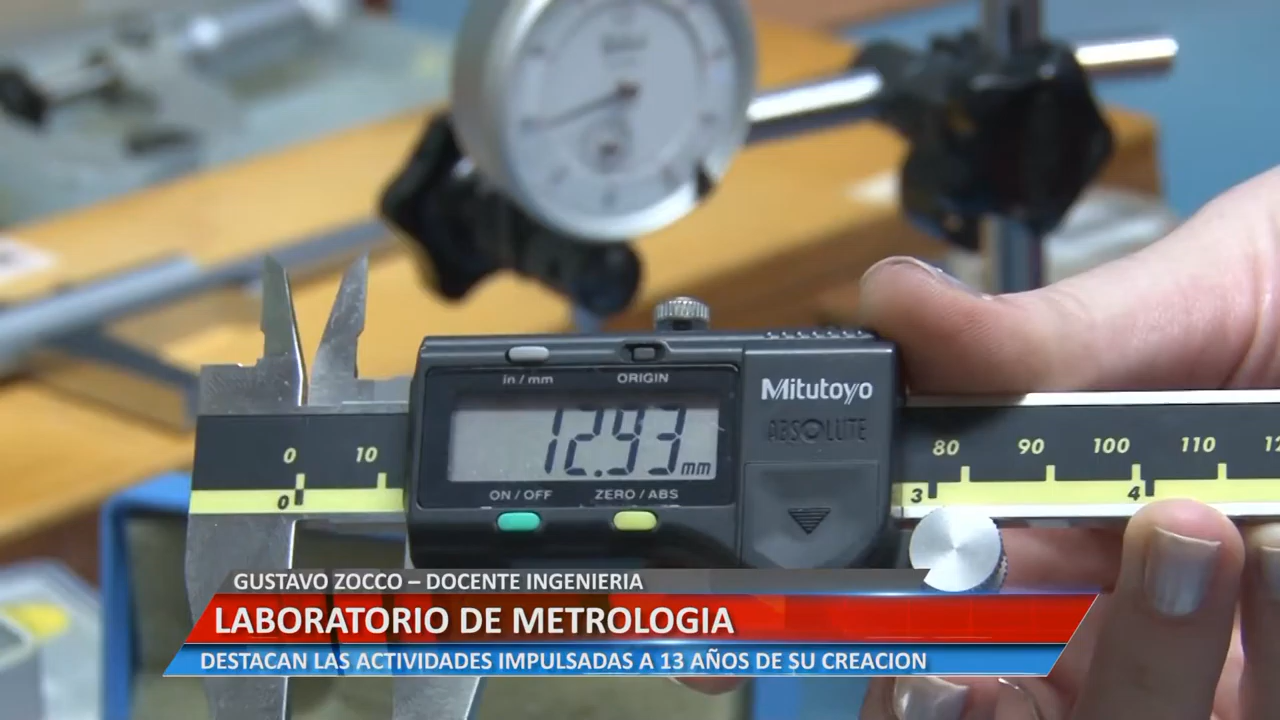 in/mm
ORIGIN
Mitutoyo
ABSOLUTE
12.93 mm
0 10 80 90 100 110
0 3 4
ON/OFF
ZERO/ABS
GUSTAVO ZOCCO – DOCENTE INGENIERIA
LABORATORIO DE METROLOGIA
DESTACAN LAS ACTIVIDADES IMPULSADAS A 13 AÑOS DE SU CREACION